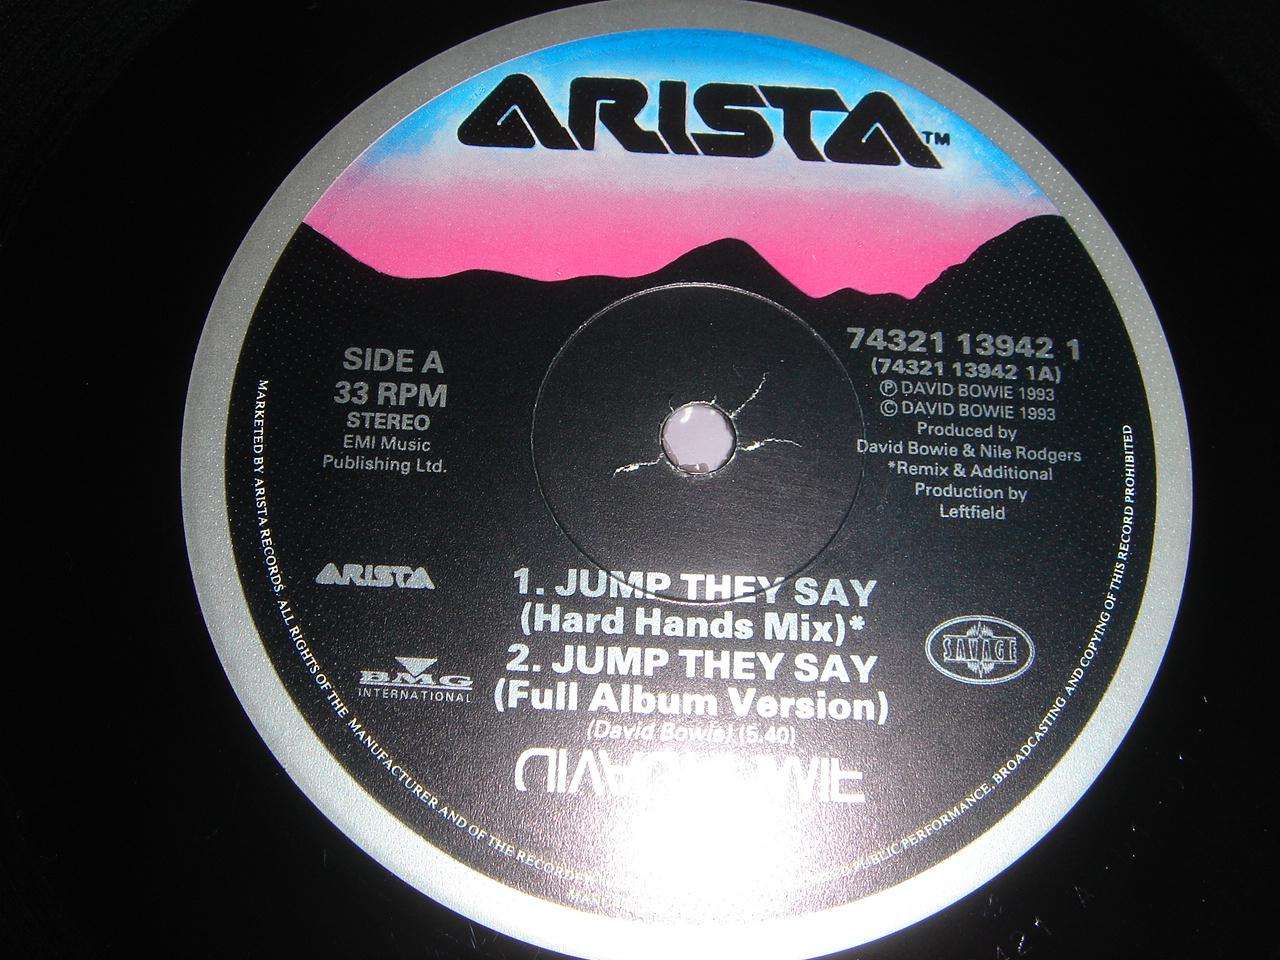 ARISTA™
SIDE A
33 RPM
STEREO
EMI Music
Publishing Ltd.
74321 13942 1
(74321 13942 1A)
Ⓟ DAVID BOWIE 1993
© DAVID BOWIE 1993
Produced by
David Bowie & Nile Rodgers
*Remix & Additional
Production by
Leftfield
ARISTA
BMG
INTERNATIONAL
SAVAGE
1. JUMP THEY SAY
(Hard Hands Mix)*
2. JUMP THEY SAY
(Full Album Version)
(David Bowie) (5.40)
MARKETED BY ARISTA RECORDS. ALL RIGHTS OF THE MANUFACTURER AND OF THE PUBLIC PERFORMANCE, BROADCASTING AND COPYING OF THIS RECORD PROHIBITED